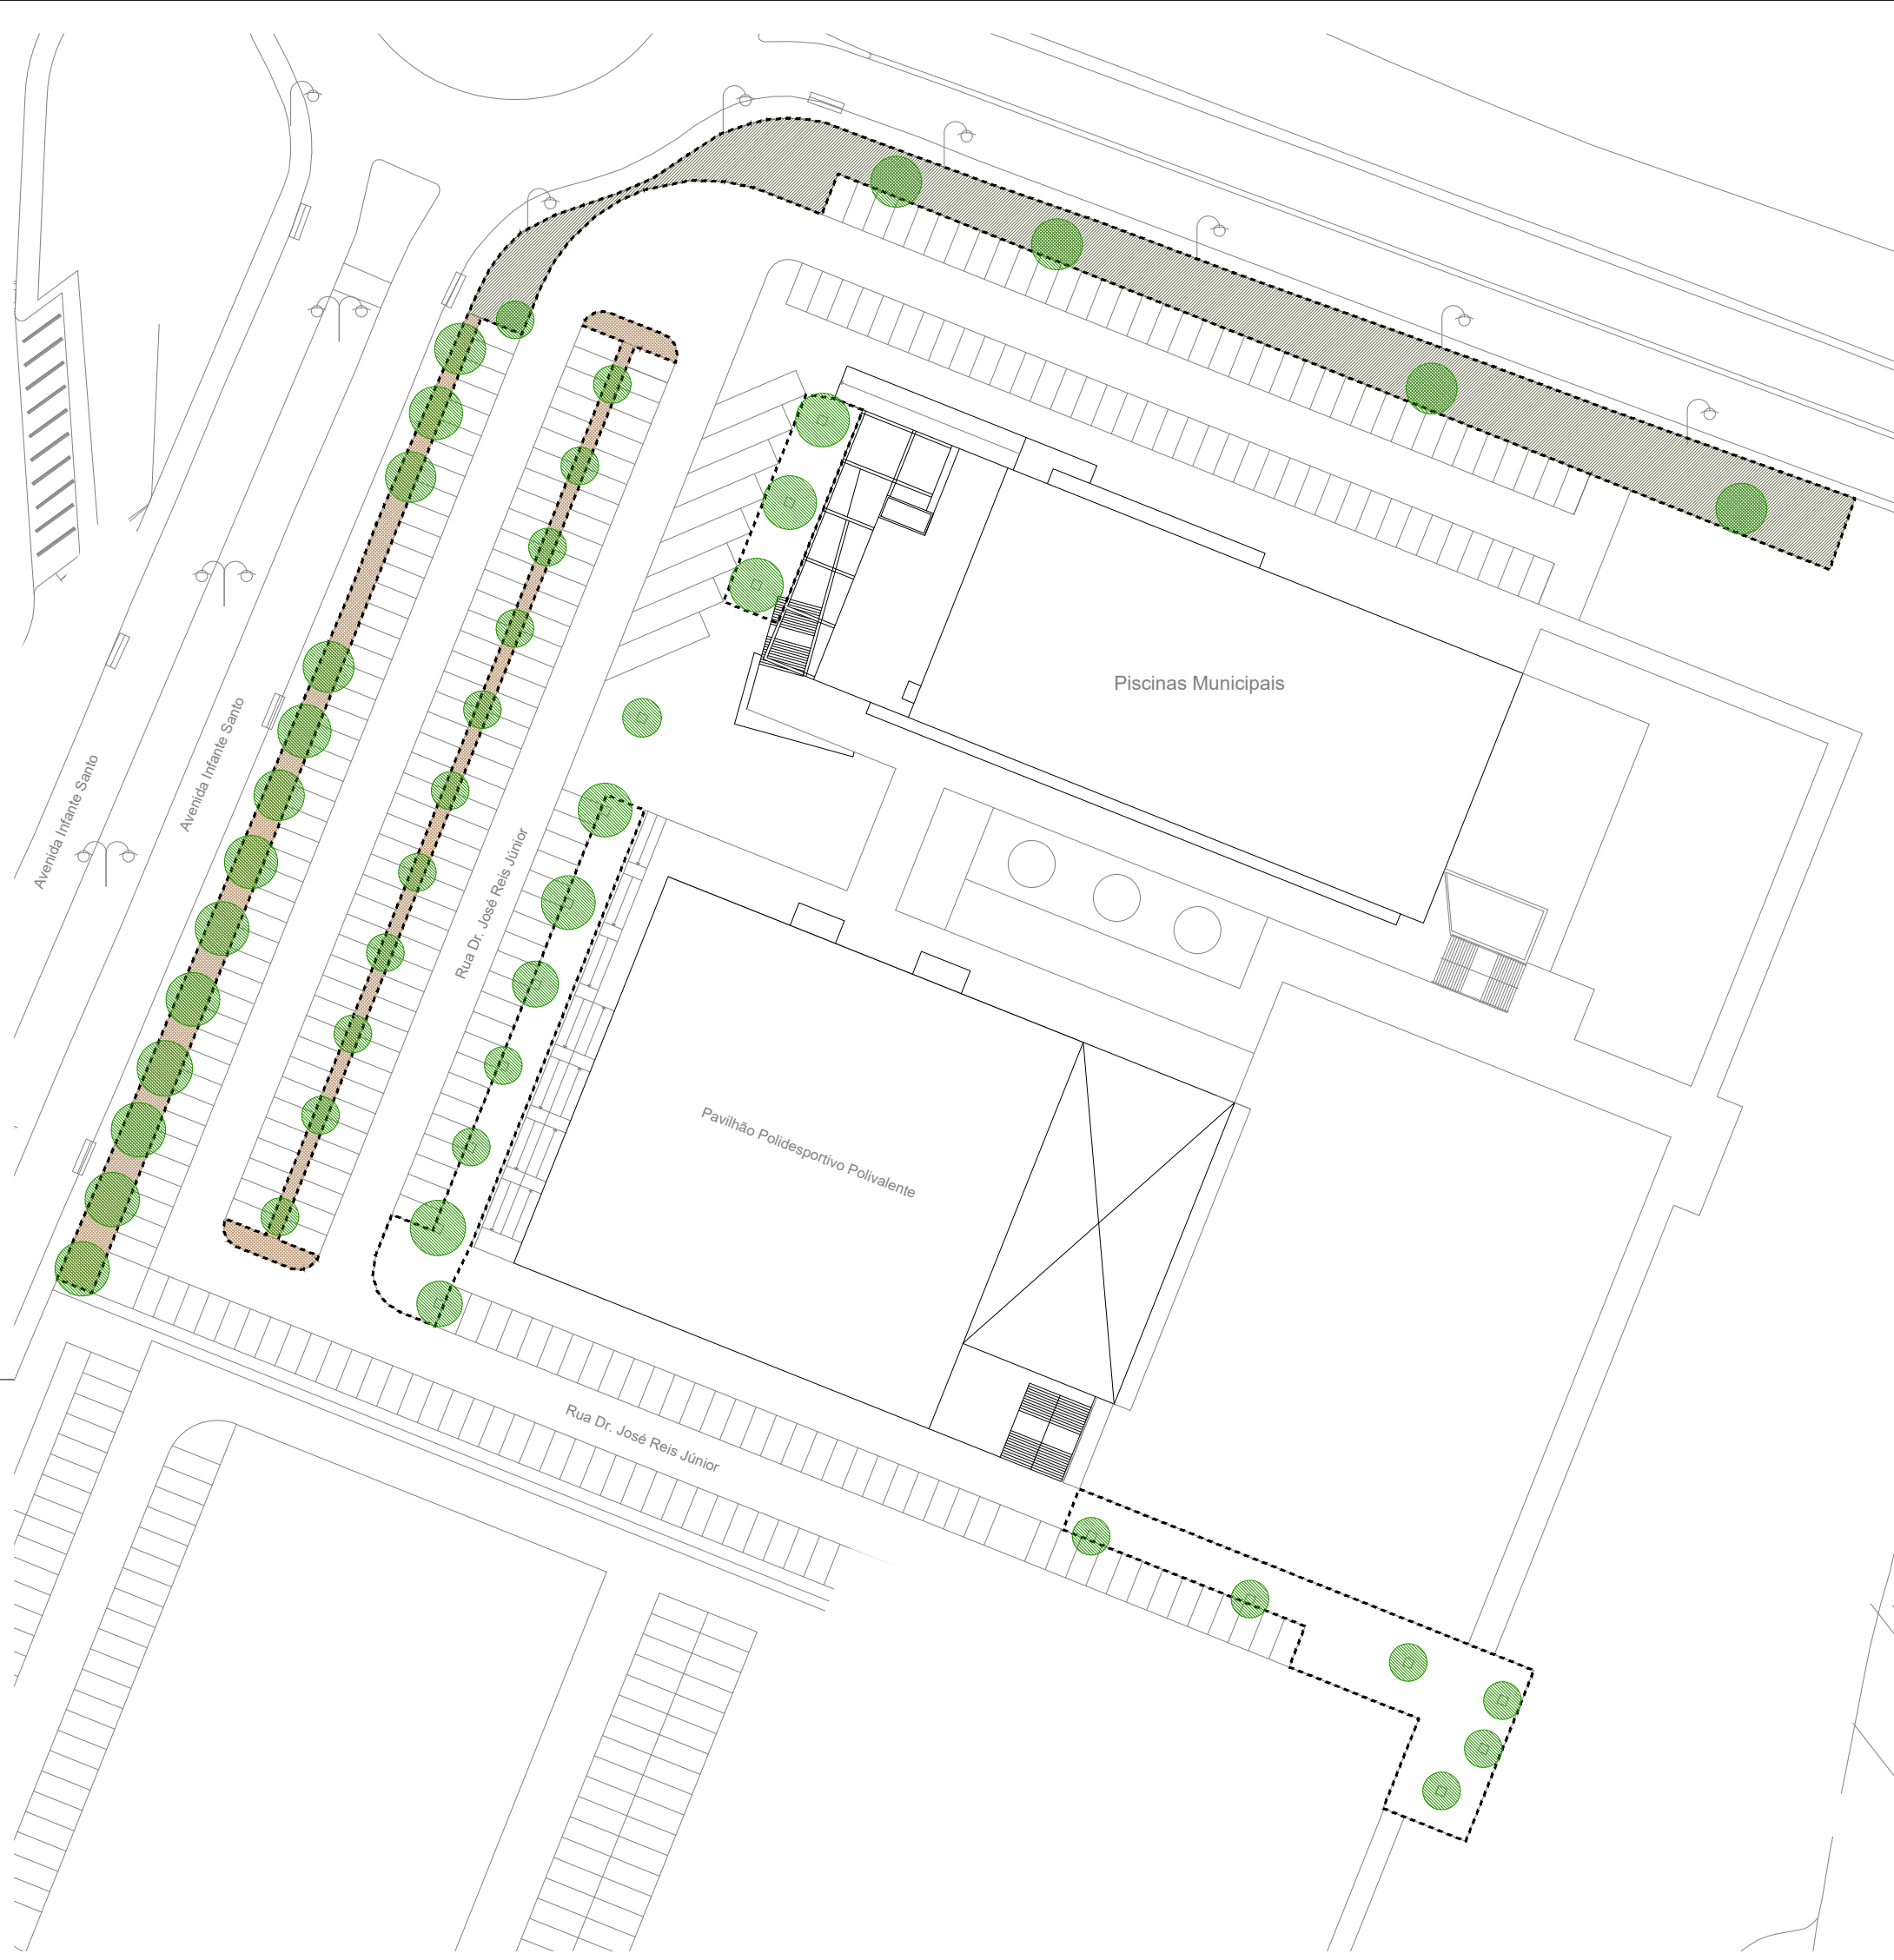 Piscinas Municipais
Avenida Infante Santo
Avenida Infante Santo
Rua Dr. José Reis Júnior
Pavilhão Polidesportivo Polivalente
Rua Dr. José Reis Júnior